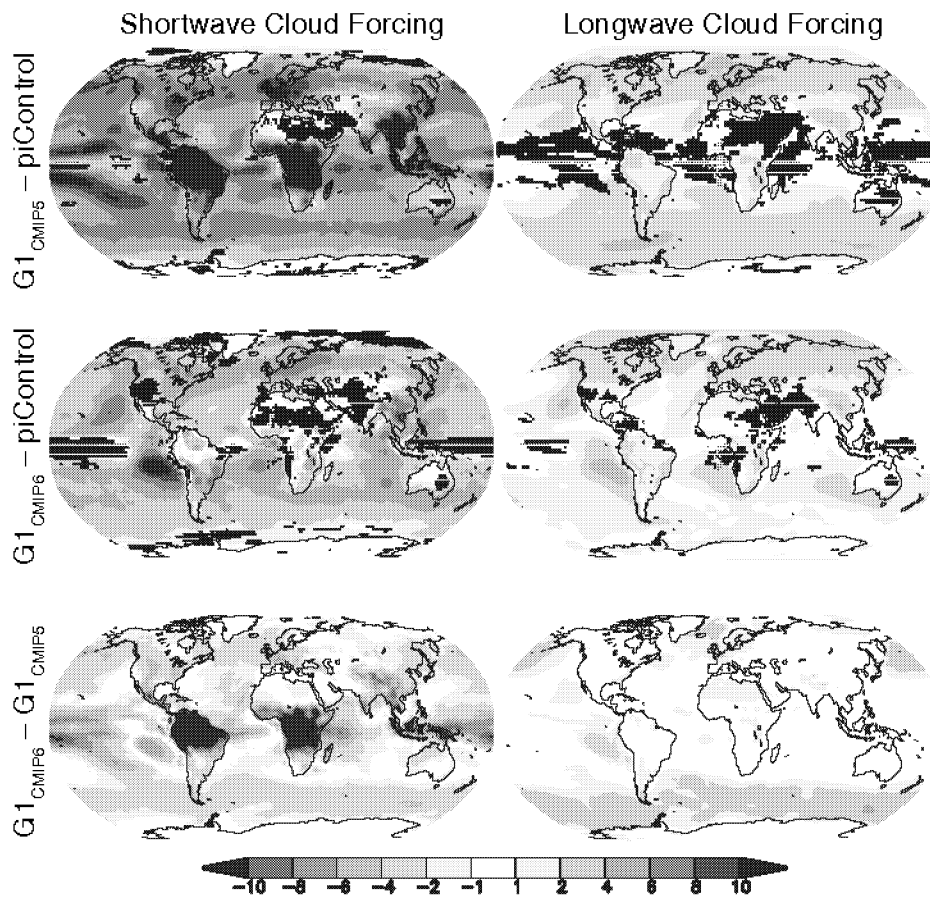 Shortwave Cloud Forcing
Longwave Cloud Forcing
G1CMIP5 – piControl
G1CMIP6 – piControl
G1CMIP6 – G1CMIP5
−10 −8 −6 −4 −2 −1 1 2 4 6 8 10